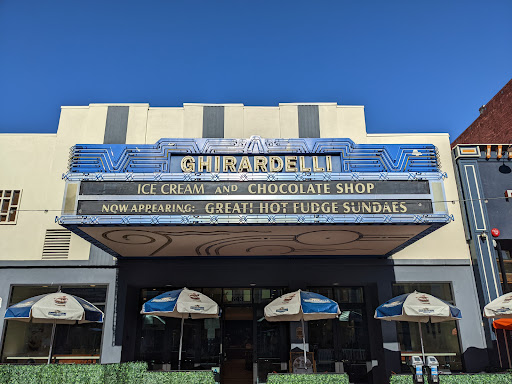 GHIRARDELLI
ICE CREAM AND CHOCOLATE SHOP
NOW APPEARING: GREAT! HOT FUDGE SUNDAES